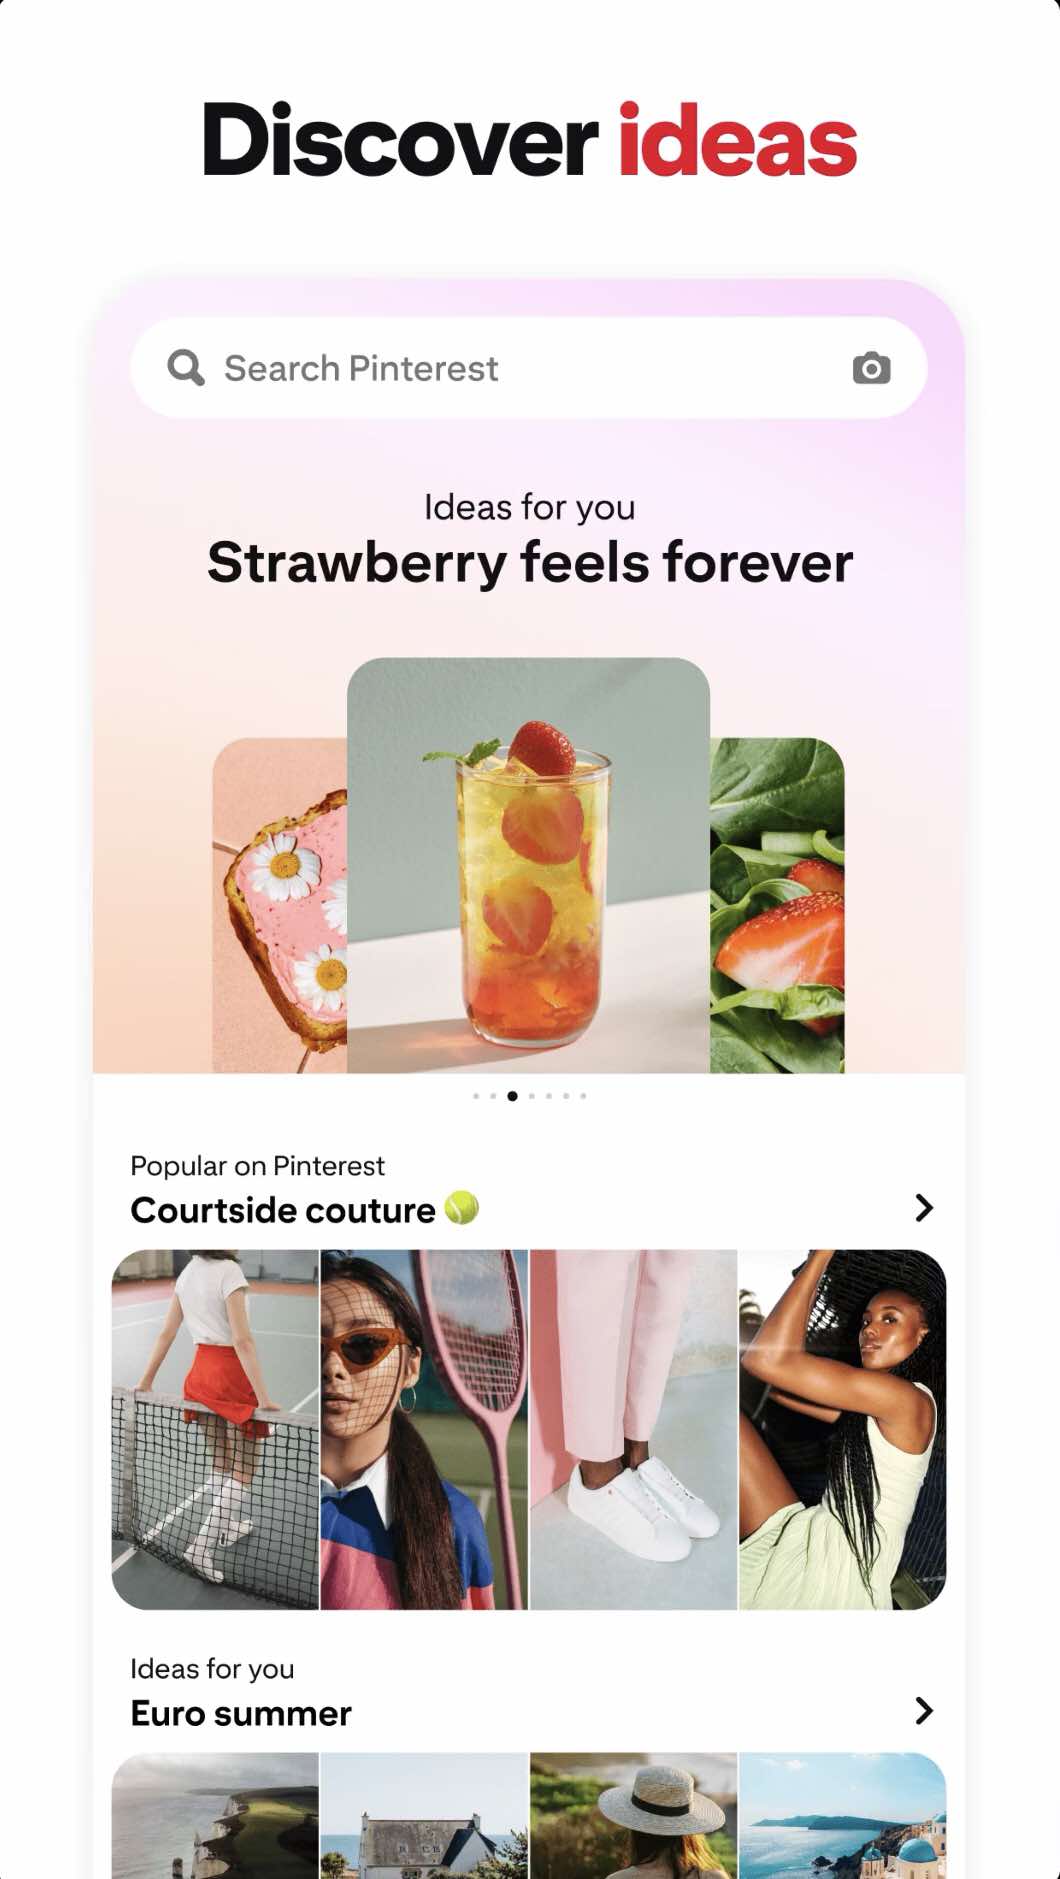 Discover ideas
Search Pinterest
Ideas for you
Strawberry feels forever
Popular on Pinterest
Courtside couture 🎾
Ideas for you
Euro summer